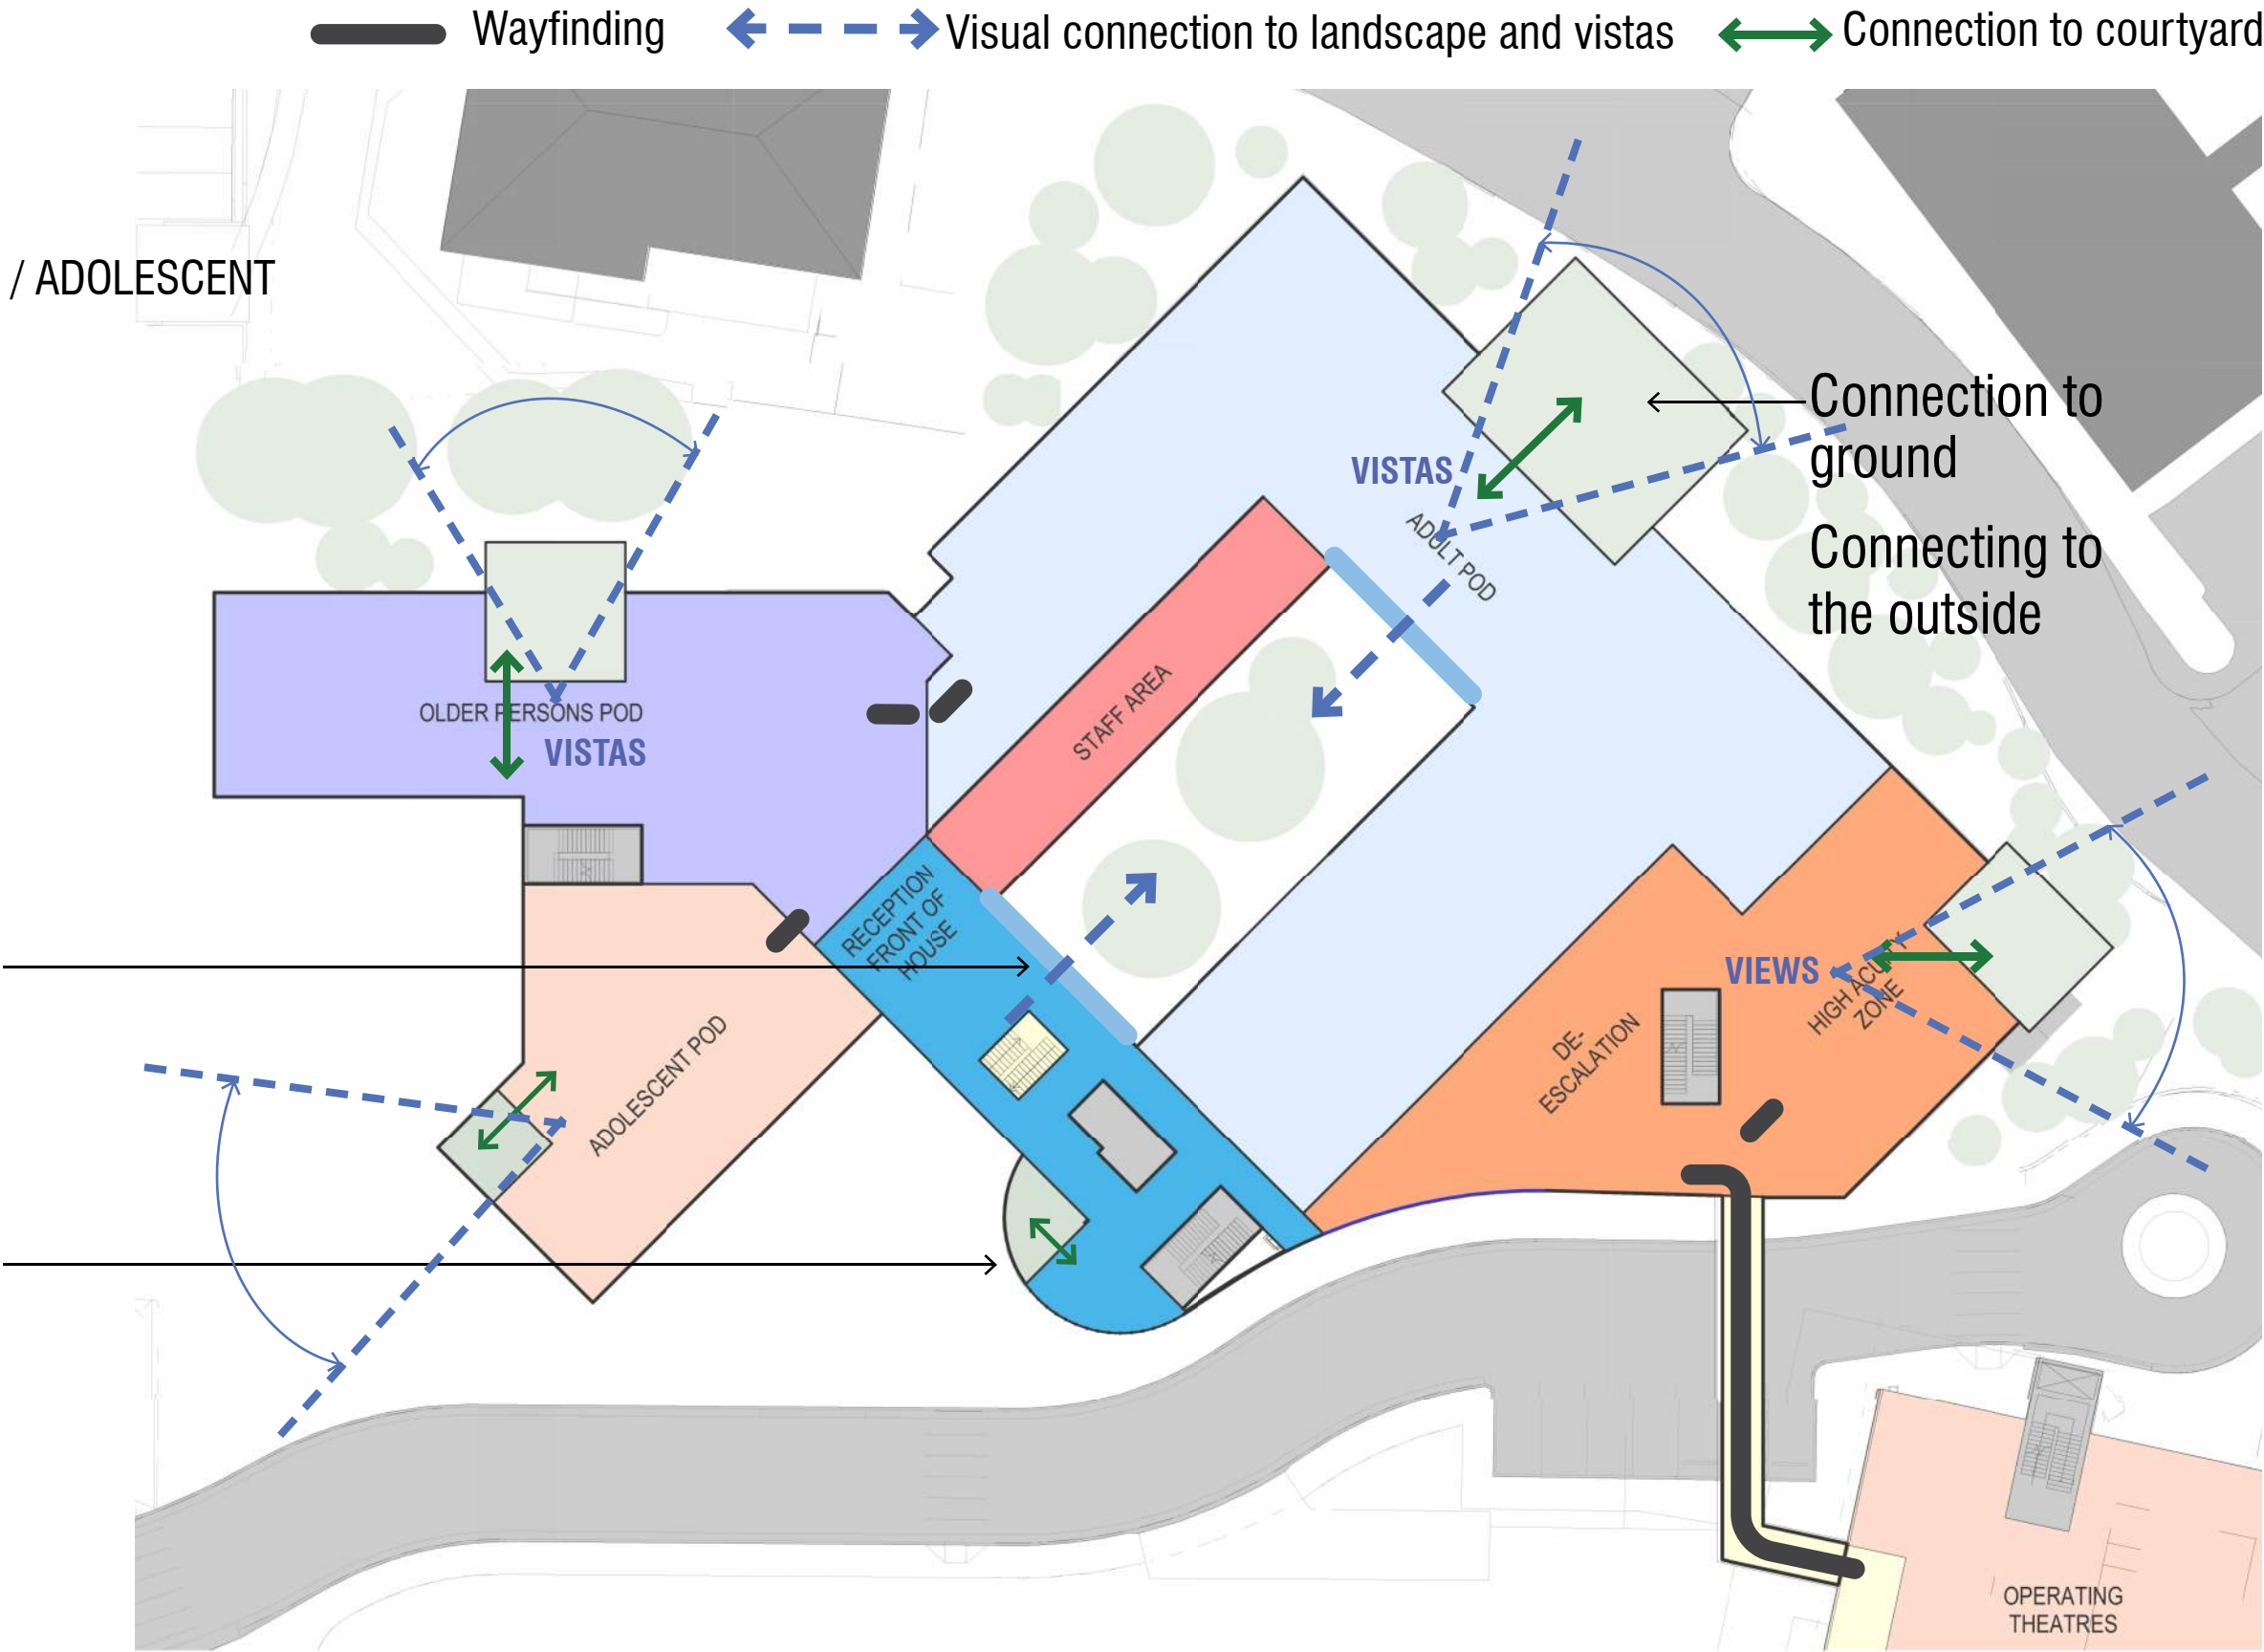 Wayfinding
Visual connection to landscape and vistas
Connection to courtyard
/ ADOLESCENT
Connection to
ground
Connecting to
the outside
VISTAS
ADULT POD
STAFF AREA
OLDER PERSONS POD
VISTAS
RECEPTION
FRONT OF
HOUSE
VIEWS
HIGH ACUITY
ZONE
DE-
ESCALATION
ADOLESCENT POD
OPERATING
THEATRES